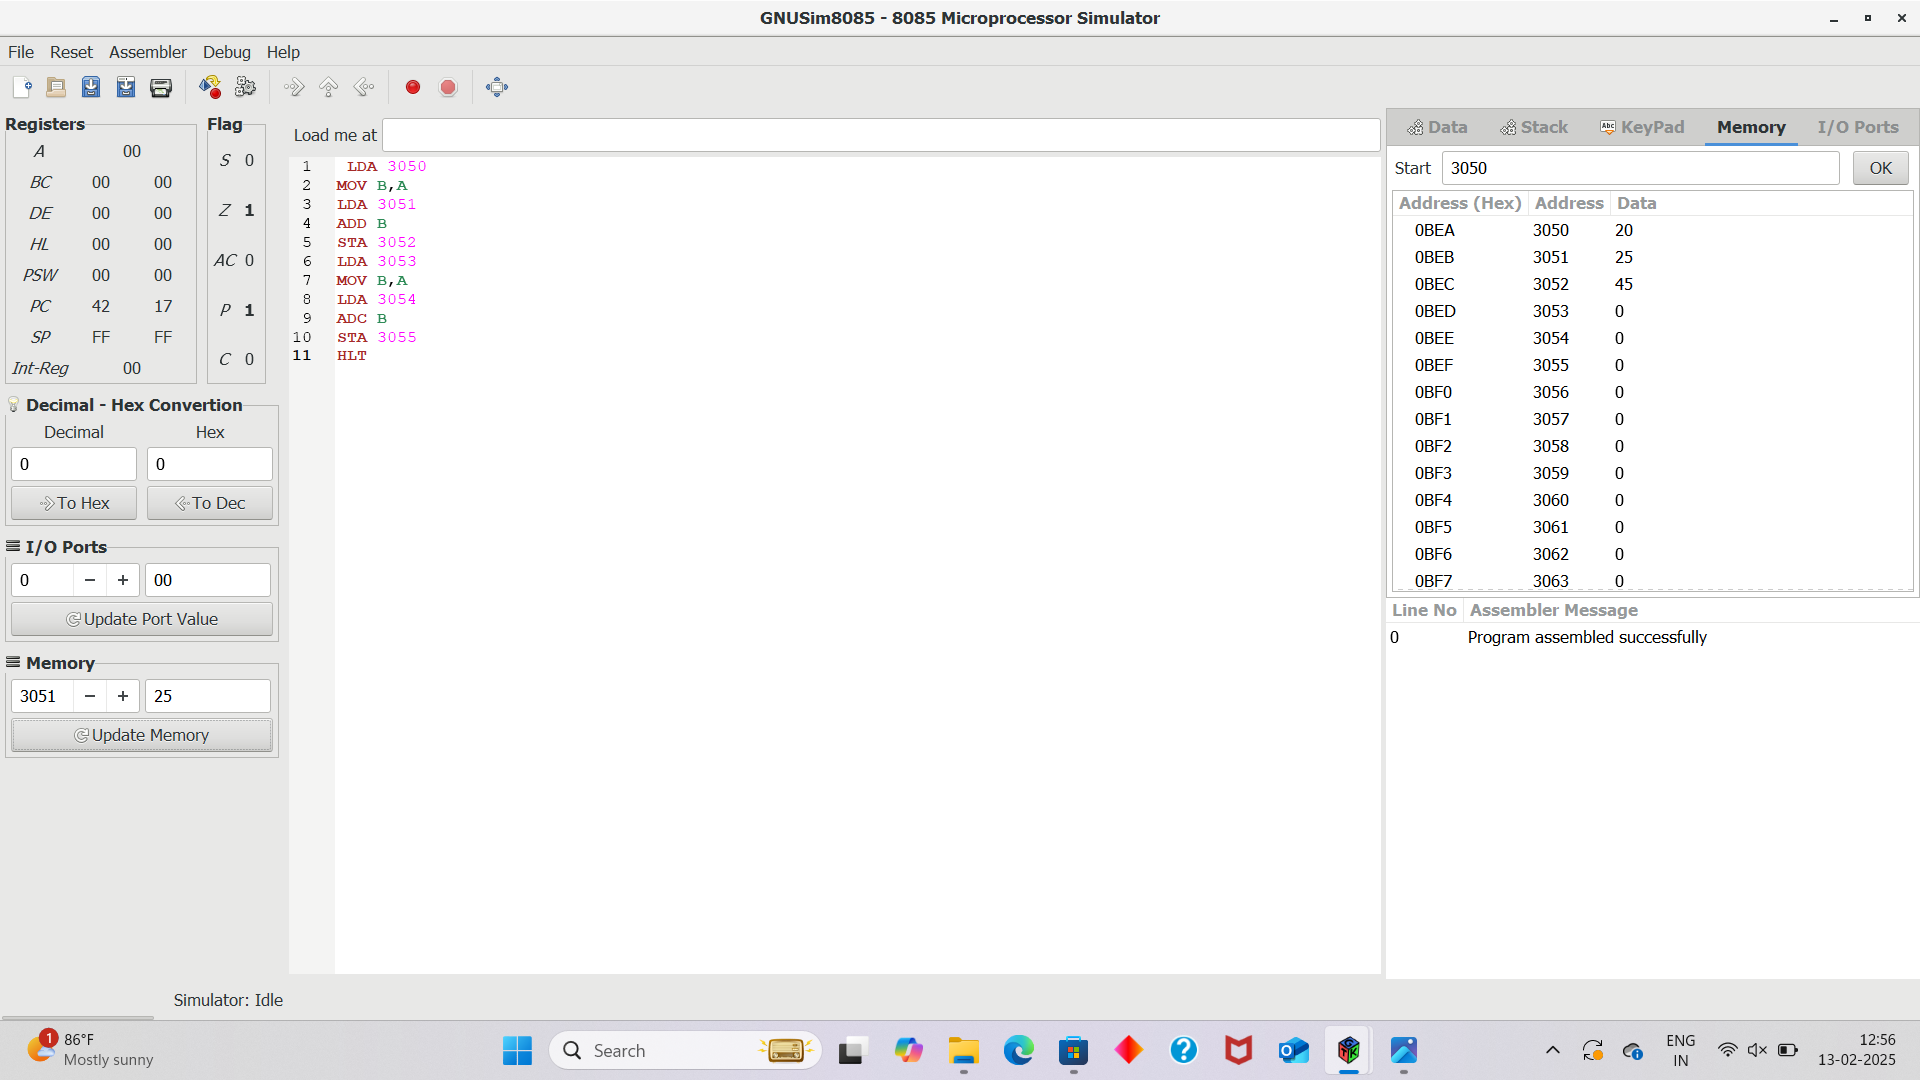 GNUSim8085 - 8085 Microprocessor Simulator
File Reset Assembler Debug Help
Registers
A 00
BC 00 00
DE 00 00
HL 00 00
PSW 00 00
PC 42 17
SP FF FF
Int-Reg 00
Flag
S 0
Z 1
AC 0
P 1
C 0
Decimal - Hex Convertion
Decimal Hex
0 0
To Hex To Dec
I/O Ports
0 − + 00
Update Port Value
Memory
3051 − + 25
Update Memory
Load me at
1 LDA 3050
2 MOV B,A
3 LDA 3051
4 ADD B
5 STA 3052
6 LDA 3053
7 MOV B,A
8 LDA 3054
9 ADC B
10 STA 3055
11 HLT
Data Stack Abc KeyPad Memory I/O Ports
Start 3050 OK
Address (Hex) Address Data
0BEA 3050 20
0BEB 3051 25
0BEC 3052 45
0BED 3053 0
0BEE 3054 0
0BEF 3055 0
0BF0 3056 0
0BF1 3057 0
0BF2 3058 0
0BF3 3059 0
0BF4 3060 0
0BF5 3061 0
0BF6 3062 0
0BF7 3063 0
Line No Assembler Message
0 Program assembled successfully
Simulator: Idle
1 86°F
Mostly sunny
Search
ENG
IN
12:56
13-02-2025